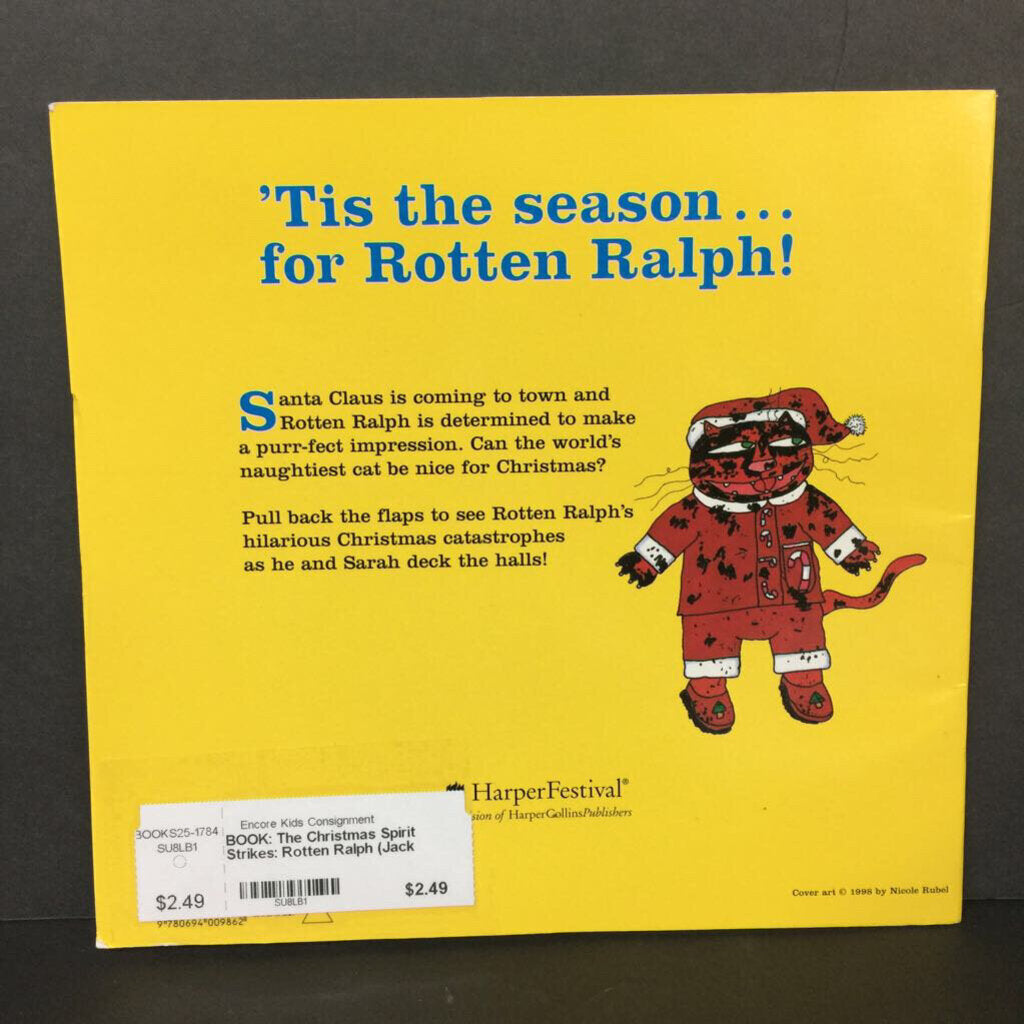 ’Tis the season...
for Rotten Ralph!
Santa Claus is coming to town and
Rotten Ralph is determined to make
a purr-fect impression. Can the world’s
naughtiest cat be nice for Christmas?
Pull back the flaps to see Rotten Ralph’s
hilarious Christmas catastrophes
as he and Sarah deck the halls!
HarperFestival®
sion of HarperCollinsPublishers
BOOKS25-1784
SU8LB1
$2.49
Encore Kids Consignment
BOOK: The Christmas Spirit
Strikes: Rotten Ralph (Jack
SU8LB1
$2.49
9 780694 009862
Cover art © 1998 by Nicole Rubel